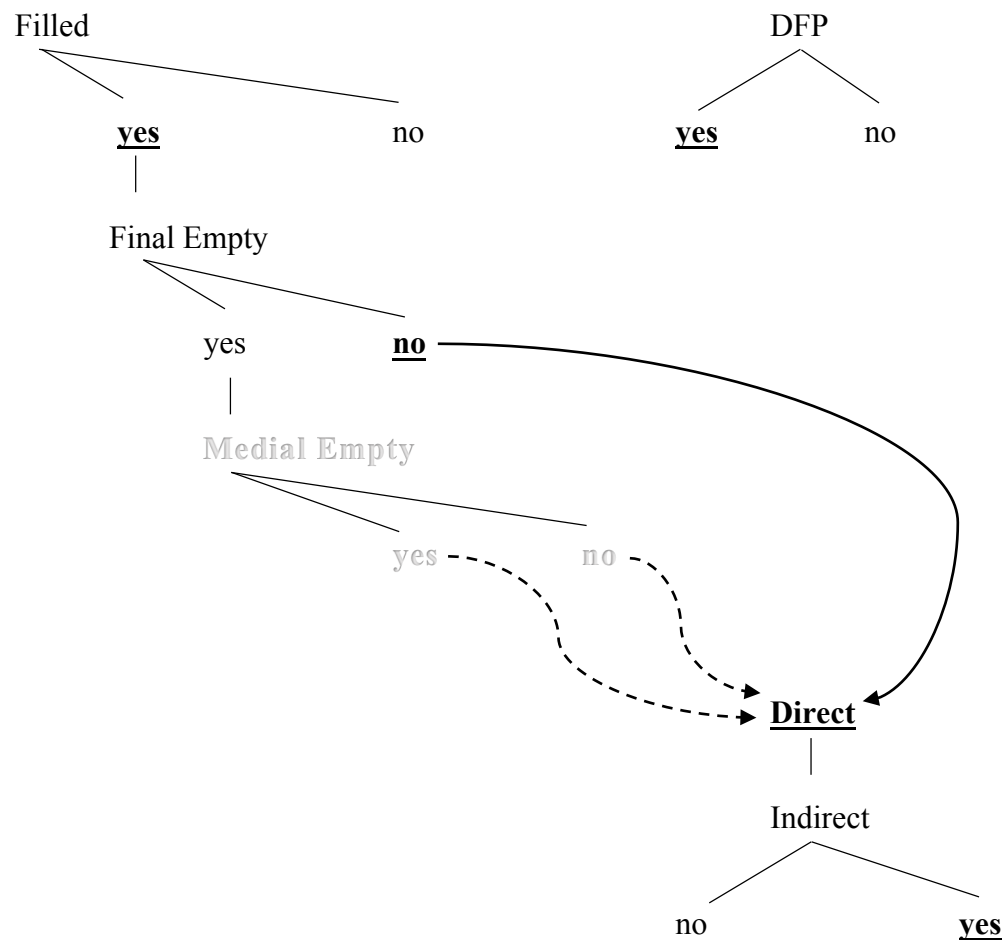 Filled DFP
yes no yes no
Final Empty
yes no
Medial Empty
yes no
Direct
Indirect
no yes